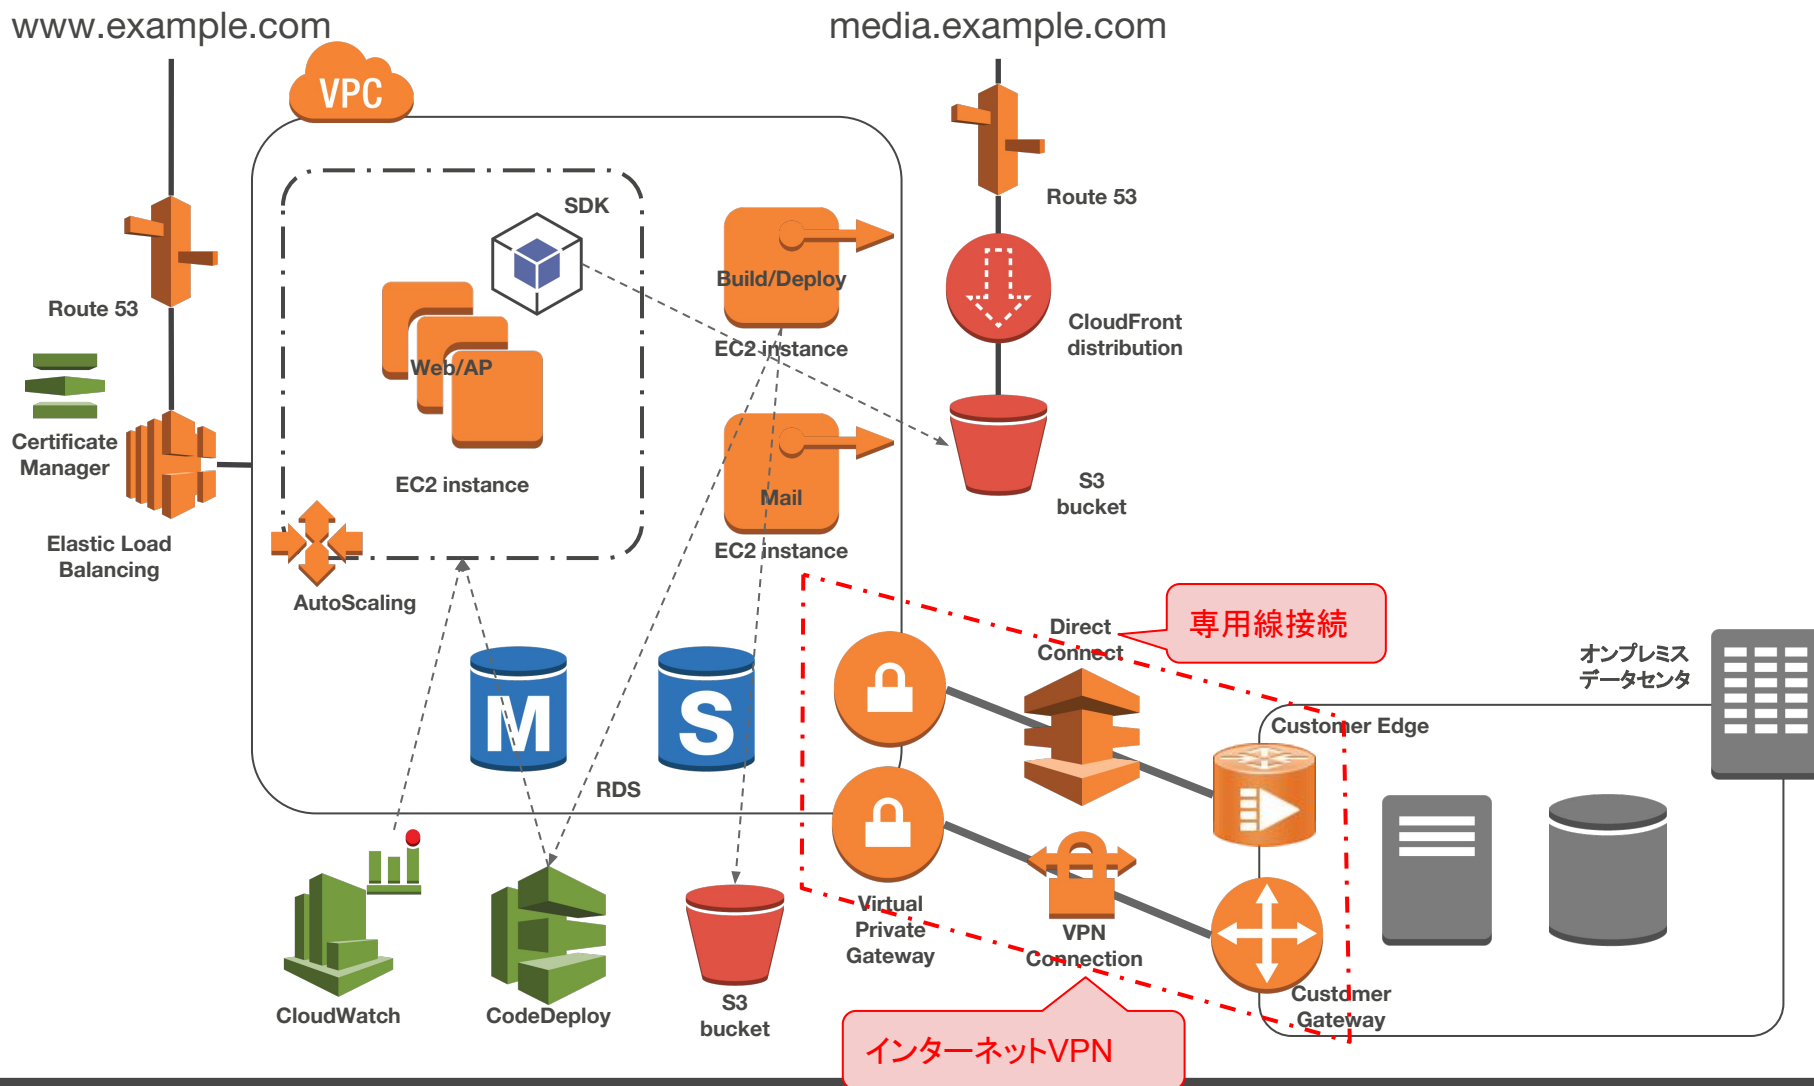 www.example.com
media.example.com
VPC
SDK
Route 53
Build/Deploy
EC2 instance
Route 53
CloudFront
distribution
Web/AP
Certificate
Manager
EC2 instance
Mail
EC2 instance
S3
bucket
Elastic Load
Balancing
AutoScaling
Direct
Connect
専用線接続
オンプレミス
データセンタ
M
S
RDS
Customer Edge
Virtual
Private
Gateway
VPN
Connection
CloudWatch
CodeDeploy
S3
bucket
Customer
Gateway
インターネットVPN